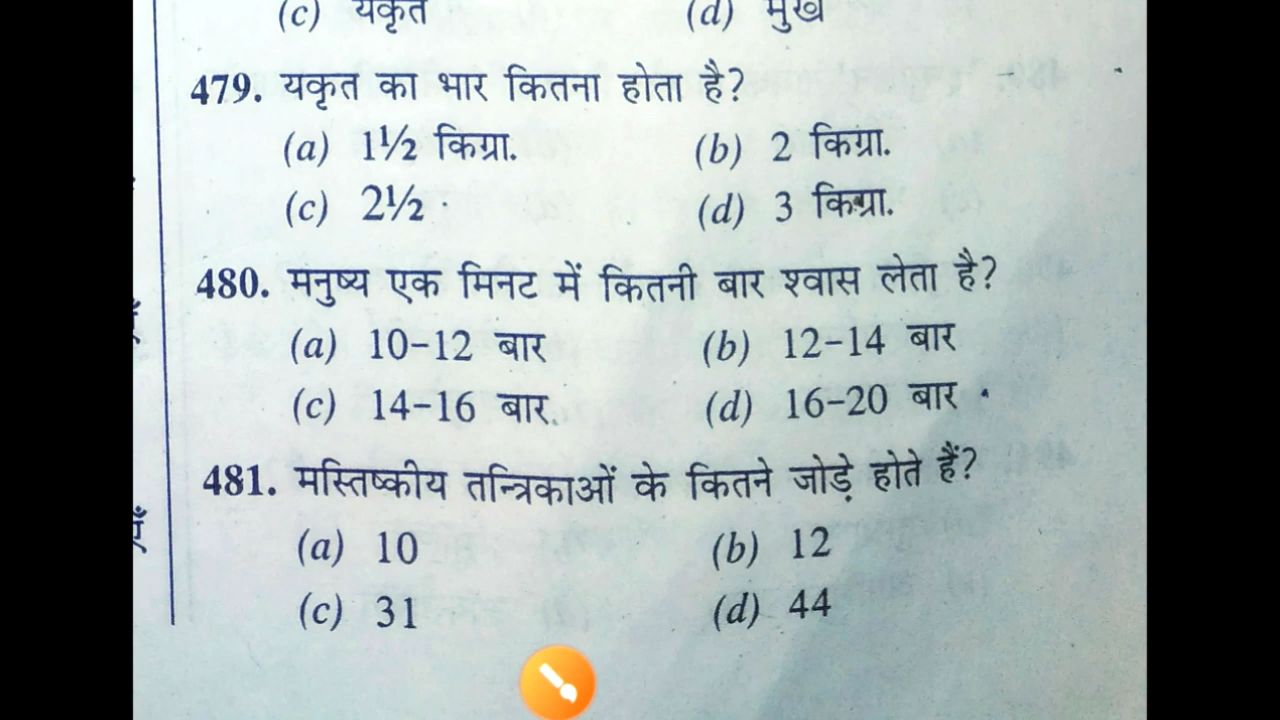 (c) यकृत (d) मुख
479. यकृत का भार कितना होता है?
(a) 1½ किग्रा. (b) 2 किग्रा.
(c) 2½ (d) 3 किग्रा.
480. मनुष्य एक मिनट में कितनी बार श्वास लेता है?
(a) 10-12 बार (b) 12-14 बार
(c) 14-16 बार. (d) 16-20 बार
481. मस्तिष्कीय तन्त्रिकाओं के कितने जोड़े होते हैं?
(a) 10 (b) 12
(c) 31 (d) 44